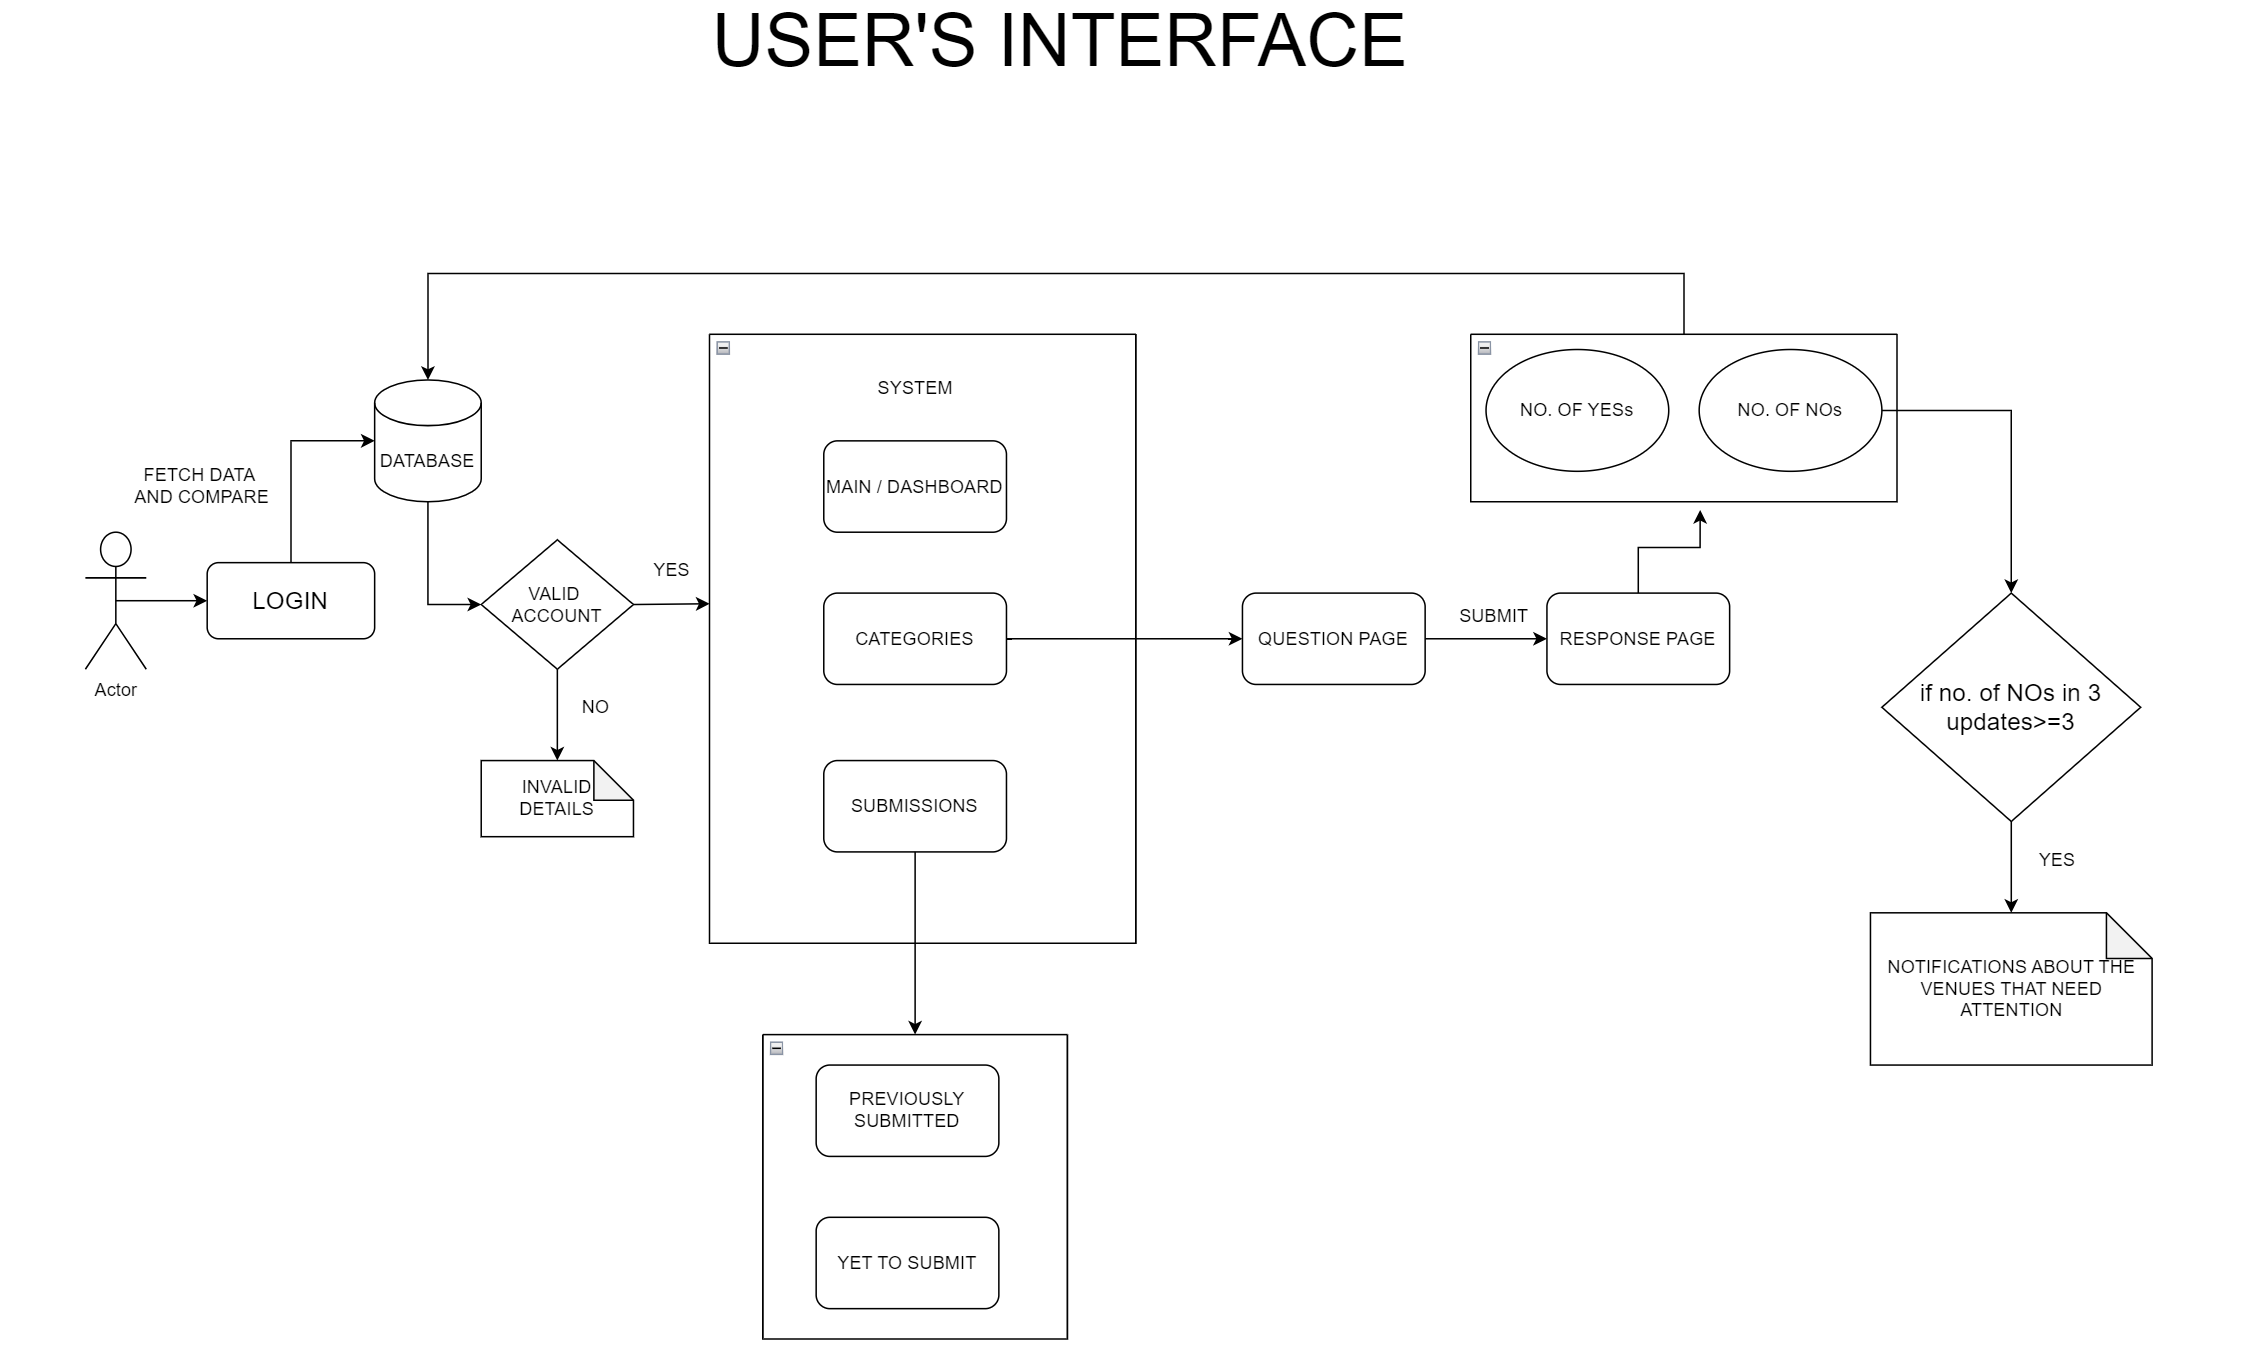 USER'S INTERFACE
FETCH DATA
AND COMPARE
Actor
LOGIN
DATABASE
VALID
ACCOUNT
YES
NO
INVALID
DETAILS
SYSTEM
MAIN / DASHBOARD
CATEGORIES
SUBMISSIONS
PREVIOUSLY
SUBMITTED
YET TO SUBMIT
QUESTION PAGE
SUBMIT
RESPONSE PAGE
NO. OF YESs
NO. OF NOs
if no. of NOs in 3
updates>=3
YES
NOTIFICATIONS ABOUT THE
VENUES THAT NEED
ATTENTION